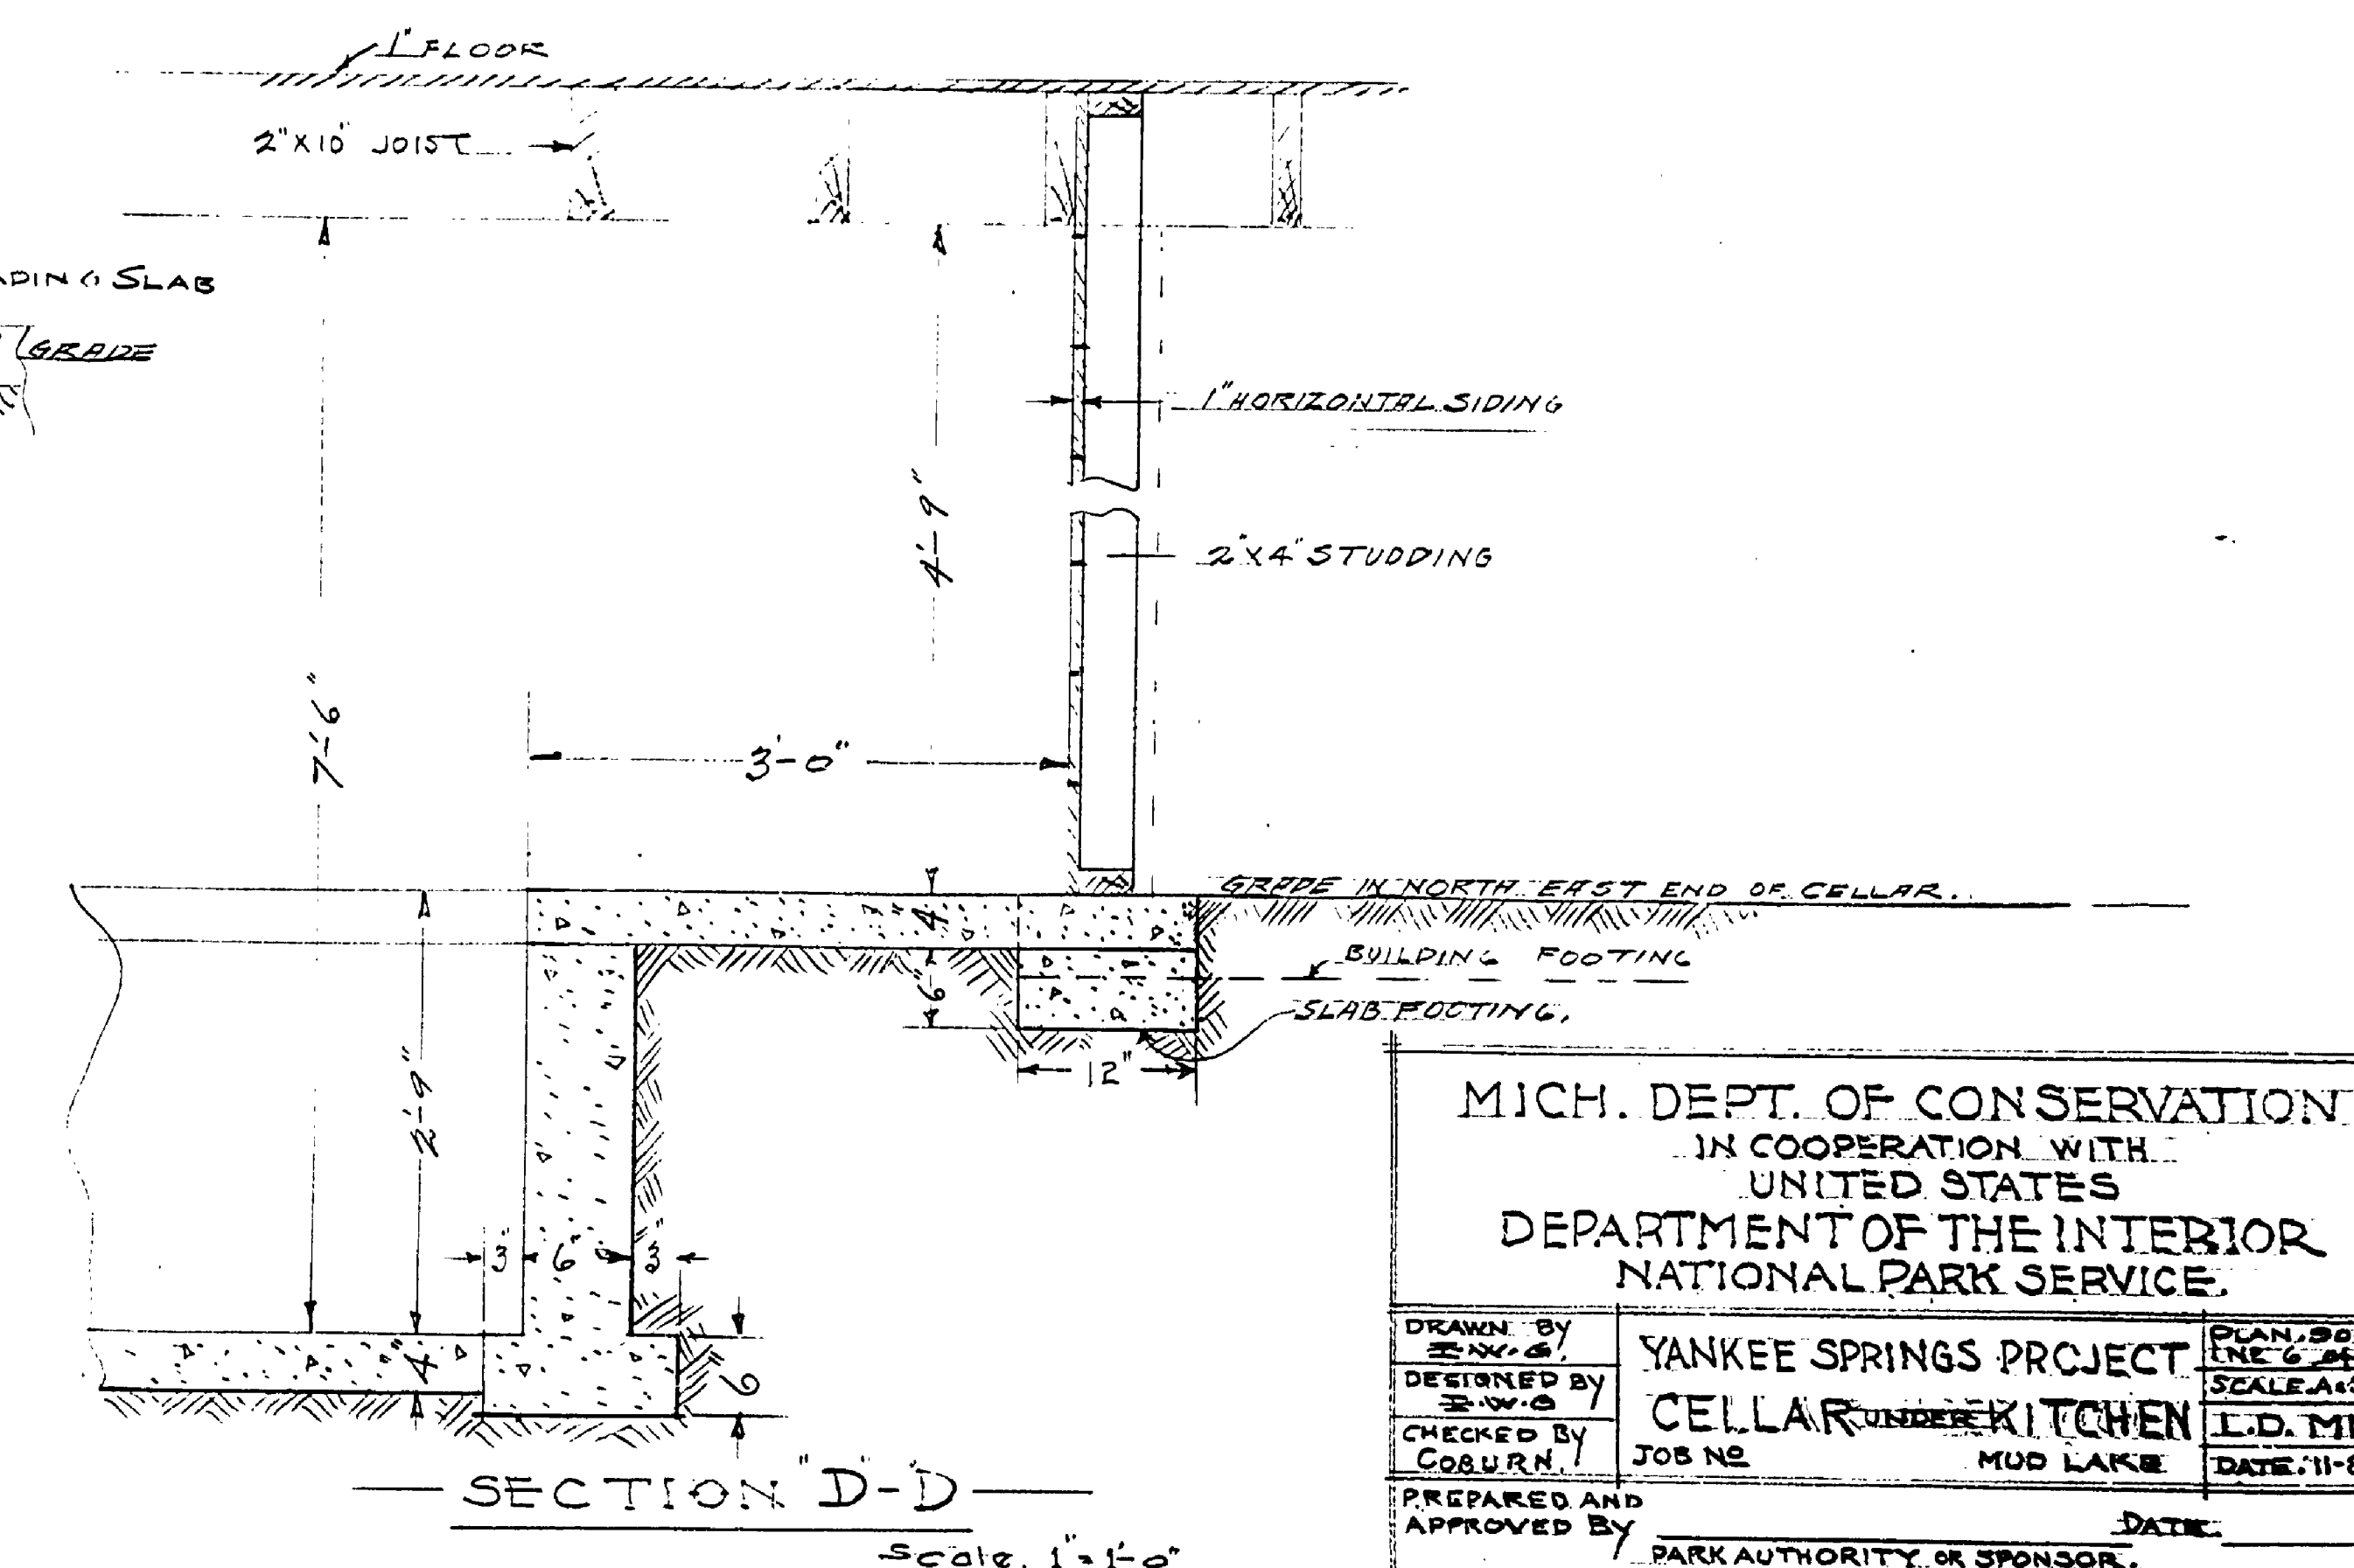 1" FLOOR
2"X10" JOIST
SLAB
GRADE
1" HORIZONTAL SIDING
4'-9"
2"X4" STUDDING
7'-6"
3'-0"
GRADE IN NORTH EAST END OF CELLAR.
4"
BUILDING FOOTING
6"
SLAB FOOTING.
12"
2'-9"
3" 6" 3"
4"
6
SECTION "D"-"D"
Scale. 1"=1'-0"
MICH. DEPT. OF CONSERVATION
IN COOPERATION WITH
UNITED STATES
DEPARTMENT OF THE INTERIOR
NATIONAL PARK SERVICE.
DRAWN BY
DESIGNED BY
CHECKED BY
COBURN.
YANKEE SPRINGS PROJECT
CELLAR UNDER KITCHEN
JOB NO MUD LAKE
PLAN.
SCALE.
L.D.
DATE.
PREPARED AND
APPROVED BY
DATE
PARK AUTHORITY OR SPONSOR.